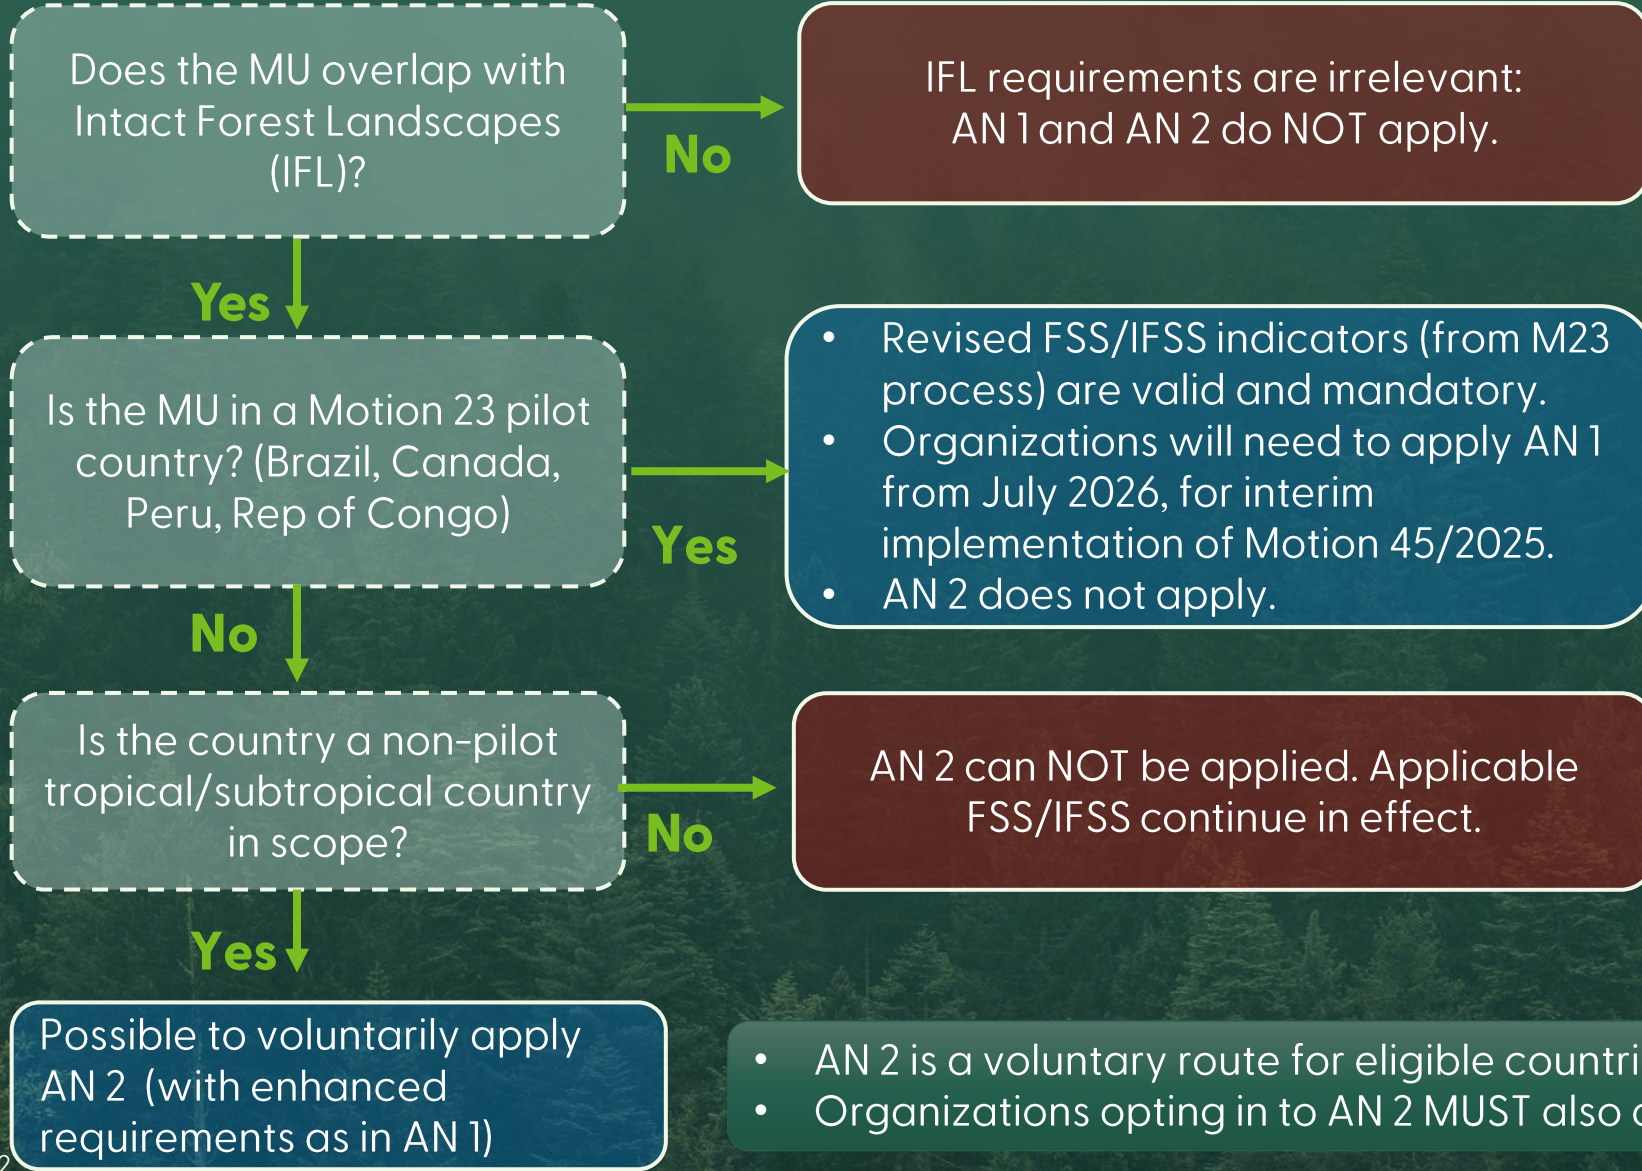 Does the MU overlap with
Intact Forest Landscapes
(IFL)?
No
IFL requirements are irrelevant:
AN 1 and AN 2 do NOT apply.
Yes
Is the MU in a Motion 23 pilot
country? (Brazil, Canada,
Peru, Rep of Congo)
Yes
• Revised FSS/IFSS indicators (from M23
process) are valid and mandatory.
• Organizations will need to apply AN 1
from July 2026, for interim
implementation of Motion 45/2025.
• AN 2 does not apply.
No
Is the country a non-pilot
tropical/subtropical country
in scope?
No
AN 2 can NOT be applied. Applicable
FSS/IFSS continue in effect.
Yes
Possible to voluntarily apply
AN 2 (with enhanced
requirements as in AN 1)
• AN 2 is a voluntary route for eligible
• Organizations opting in to AN 2 MUST also
2